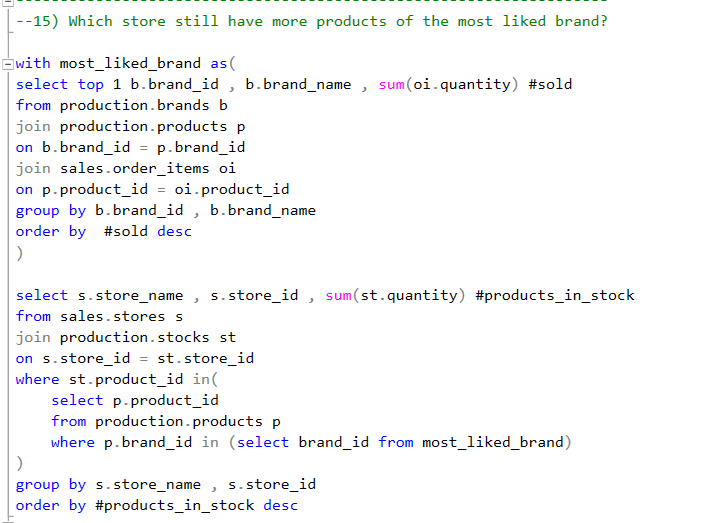 --15) Which store still have more products of the most liked brand?
with most_liked_brand as(
select top 1 b.brand_id , b.brand_name , sum(oi.quantity) #sold
from production.brands b
join production.products p
on b.brand_id = p.brand_id
join sales.order_items oi
on p.product_id = oi.product_id
group by b.brand_id , b.brand_name
order by  #sold desc
)
select s.store_name , s.store_id , sum(st.quantity) #products_in_stock
from sales.stores s
join production.stocks st
on s.store_id = st.store_id
where st.product_id in(
    select p.product_id
    from production.products p
    where p.brand_id in (select brand_id from most_liked_brand)
)
group by s.store_name , s.store_id
order by #products_in_stock desc